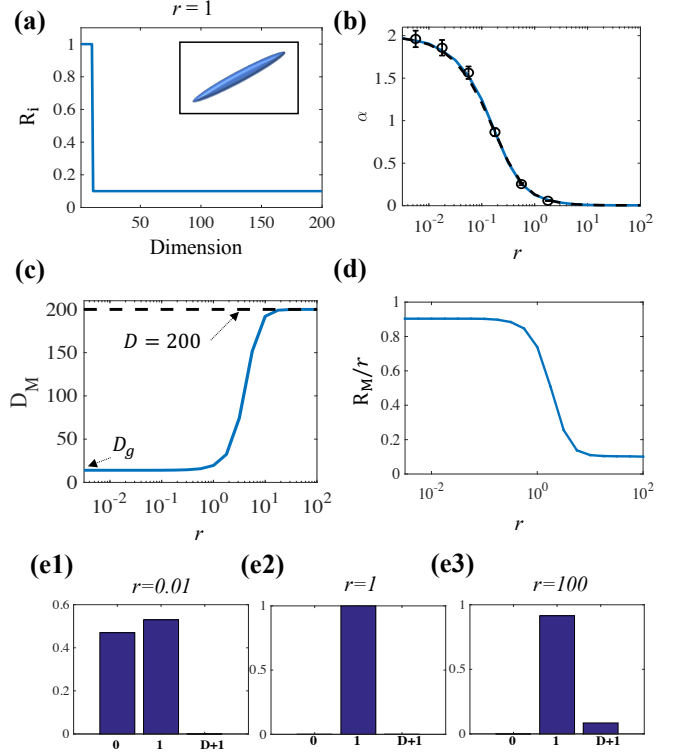 (a)
r = 1
R_i
1
0.8
0.6
0.4
0.2
0
50
100
150
200
Dimension
(b)
α
2
1.5
1
0.5
0
10^-2
10^-1
10^0
10^1
10^2
r
(c)
D_M
200
150
100
50
0
D = 200
D_g
10^-2
10^-1
10^0
10^1
10^2
r
(d)
R_M/r
1
0.8
0.6
0.4
0.2
0
10^-2
10^0
10^2
r
(e1)
r=0.01
0.6
0.4
0.2
0
0 1 D+1
(e2)
r=1
1
0.5
0
0 1 D+1
(e3)
r=100
1
0.5
0
0 1 D+1